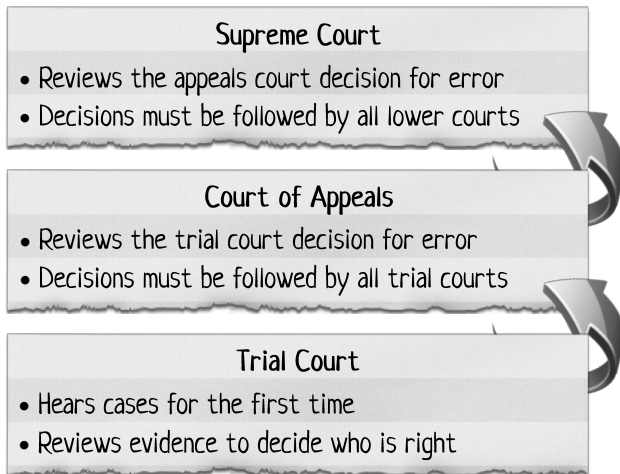 Supreme Court
• Reviews the appeals court decision for error
• Decisions must be followed by all lower courts
Court of Appeals
• Reviews the trial court decision for error
• Decisions must be followed by all trial courts
Trial Court
• Hears cases for the first time
• Reviews evidence to decide who is right